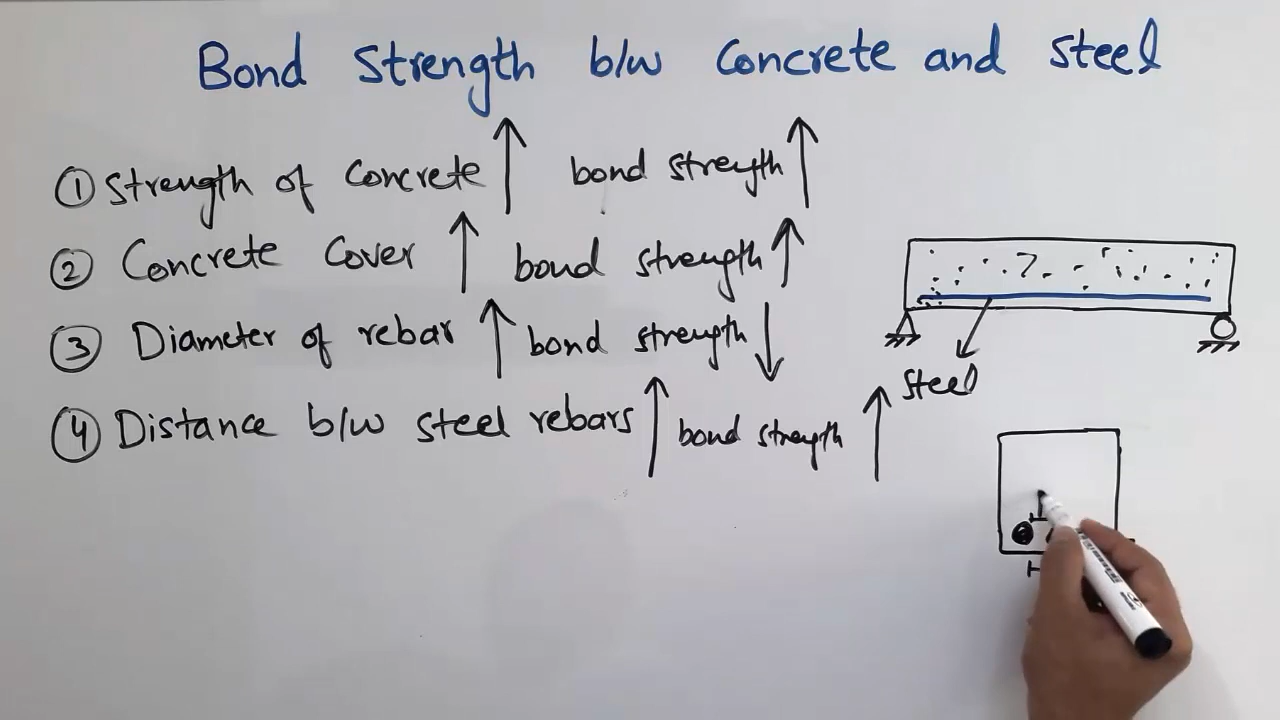 Bond Strength b/w Concrete and Steel
① Strength of Concrete ↑ bond strength ↑
② Concrete Cover ↑ bond strength ↑
③ Diameter of rebar ↑ bond strength ↓
④ Distance b/w steel rebars ↑ bond strength ↑
Steel